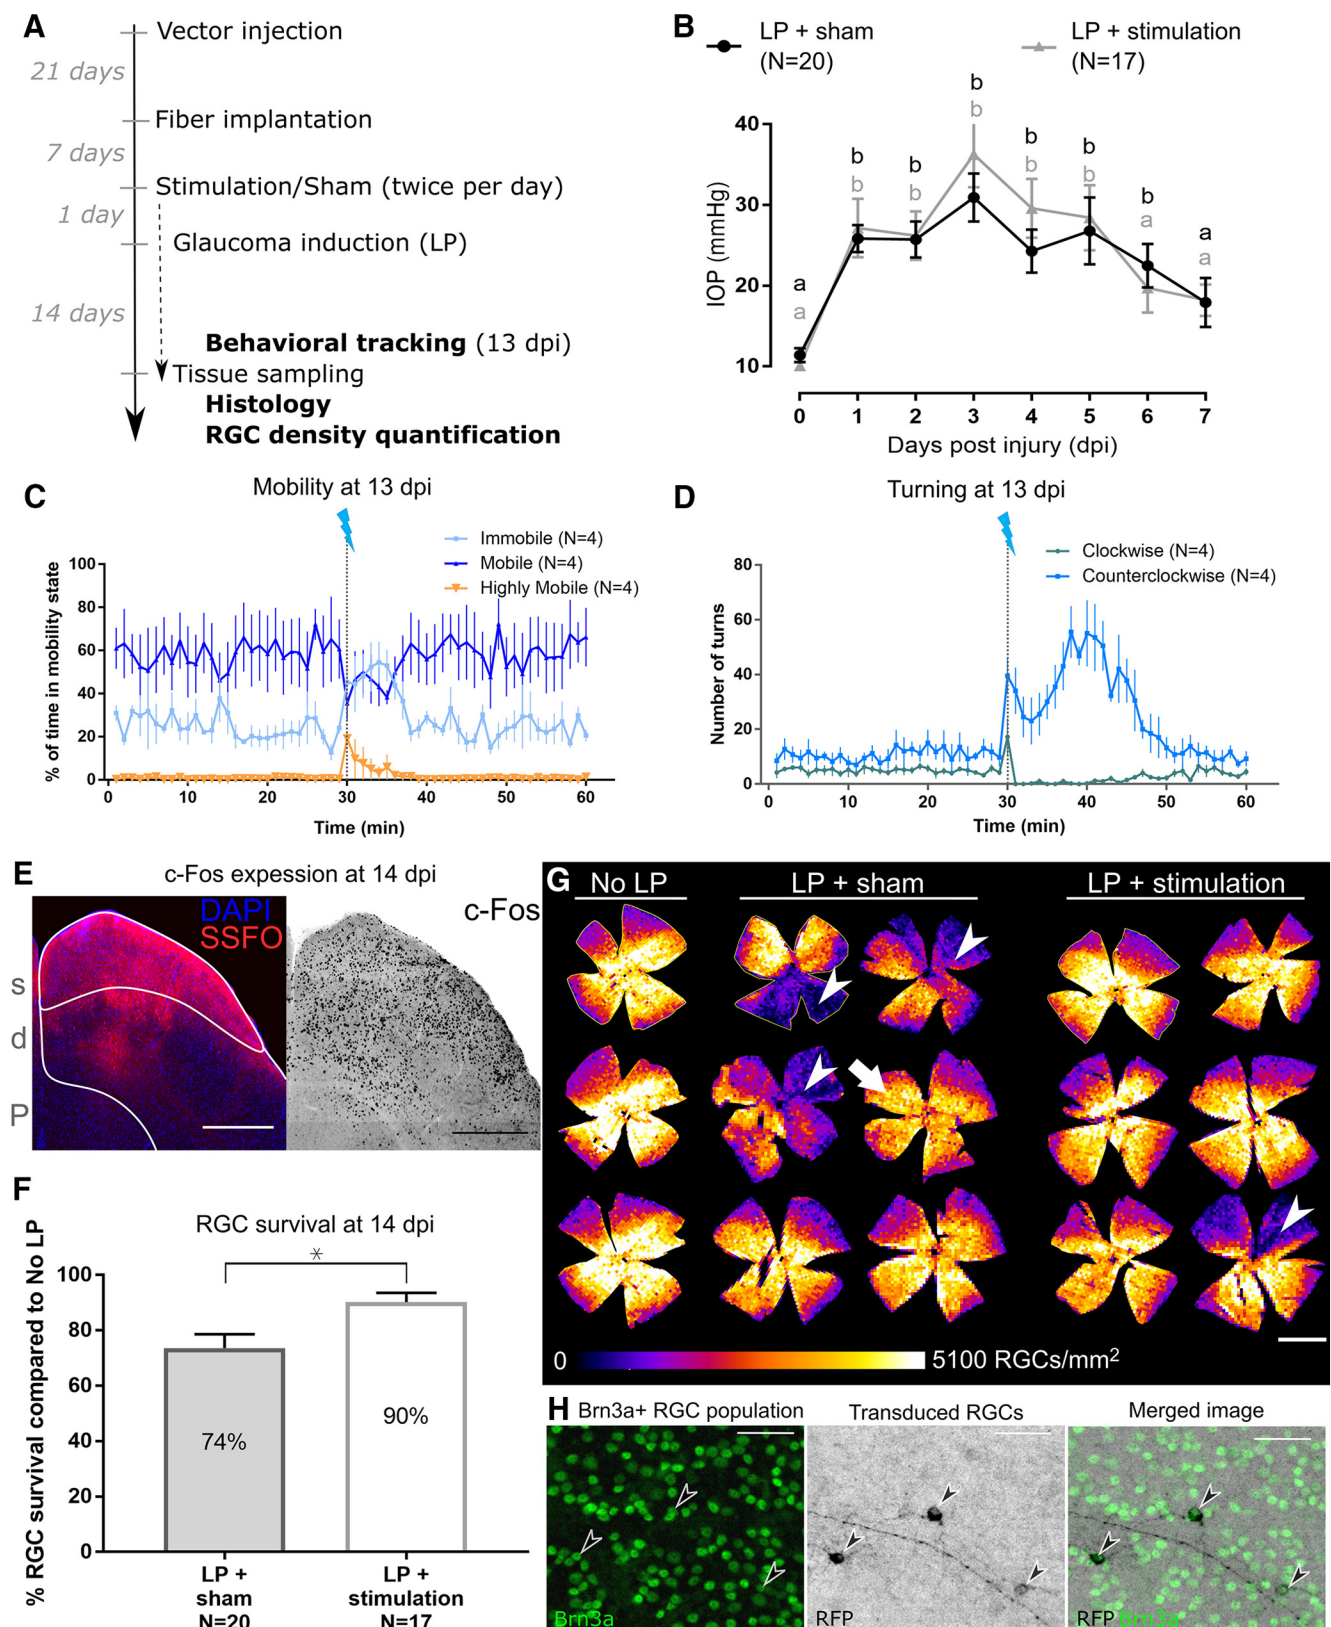 A
Vector injection
21 days
Fiber implantation
7 days
Stimulation/Sham (twice per day)
1 day
Glaucoma induction (LP)
14 days
Behavioral tracking (13 dpi)
Tissue sampling
Histology
RGC density quantification
B
LP + sham
(N=20)
LP + stimulation
(N=17)
b
b
b
b
b
b
b
b
b
b
b
a
a
a
a
a
40
30
20
10
IOP (mmHg)
0 1 2 3 4 5 6 7
Days post injury (dpi)
C
Mobility at 13 dpi
Immobile (N=4)
Mobile (N=4)
Highly Mobile (N=4)
% of time in mobility state
100
80
60
40
20
0
0 10 20 30 40 50 60
Time (min)
D
Turning at 13 dpi
Clockwise (N=4)
Counterclockwise (N=4)
Number of turns
80
60
40
20
0
0 10 20 30 40 50 60
Time (min)
E
c-Fos expession at 14 dpi
DAPI
SSFO
c-Fos
s
d
P
F
RGC survival at 14 dpi
*
% RGC survival compared to No LP
100
80
60
40
20
0
74%
90%
LP +
sham
N=20
LP +
stimulation
N=17
G
No LP
LP + sham
LP + stimulation
0
5100 RGCs/mm2
H
Brn3a+ RGC population
Transduced RGCs
Merged image
Brn3a
RFP
RFP Brn3a